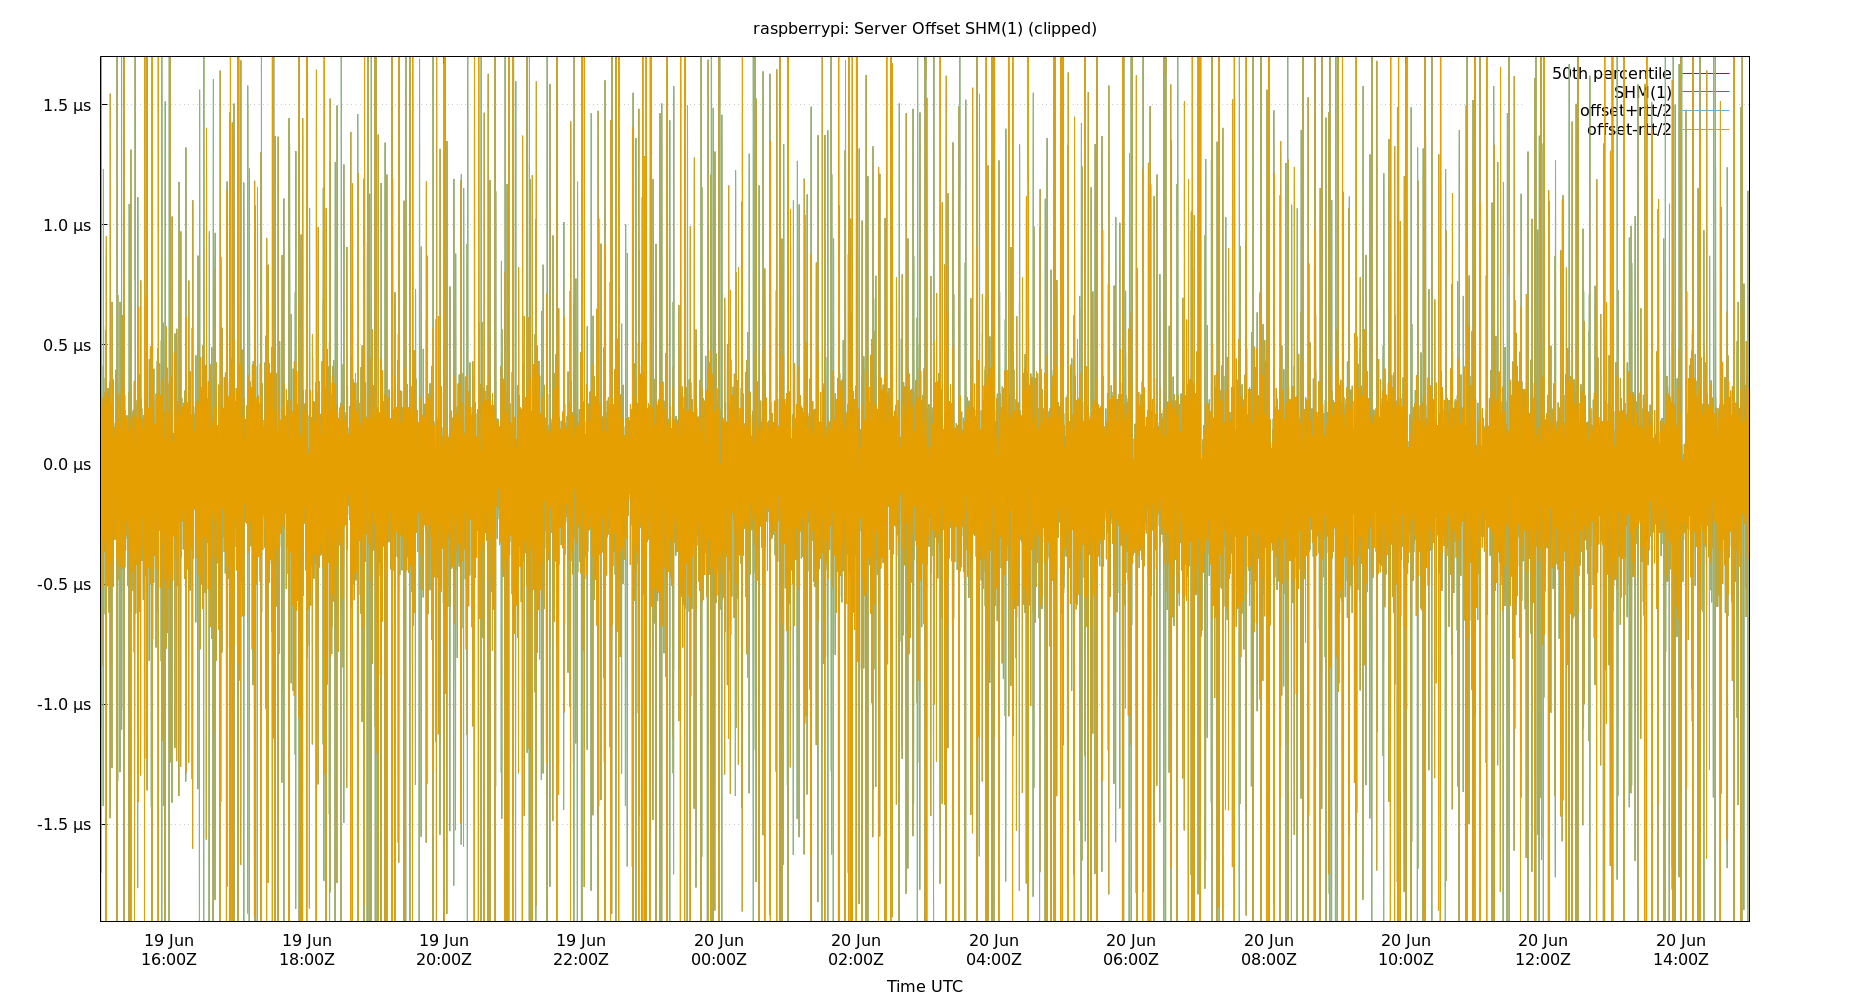 raspberrypi: Server Offset SHM(1) (clipped)
50th percentile
SHM(1)
offset+rtt/2
offset-rtt/2
1.5 µs
1.0 µs
0.5 µs
0.0 µs
-0.5 µs
-1.0 µs
-1.5 µs
19 Jun 19 Jun 19 Jun 19 Jun 20 Jun 20 Jun 20 Jun 20 Jun 20 Jun 20 Jun 20 Jun 20 Jun
16:00Z 18:00Z 20:00Z 22:00Z 00:00Z 02:00Z 04:00Z 06:00Z 08:00Z 10:00Z 12:00Z 14:00Z
Time UTC